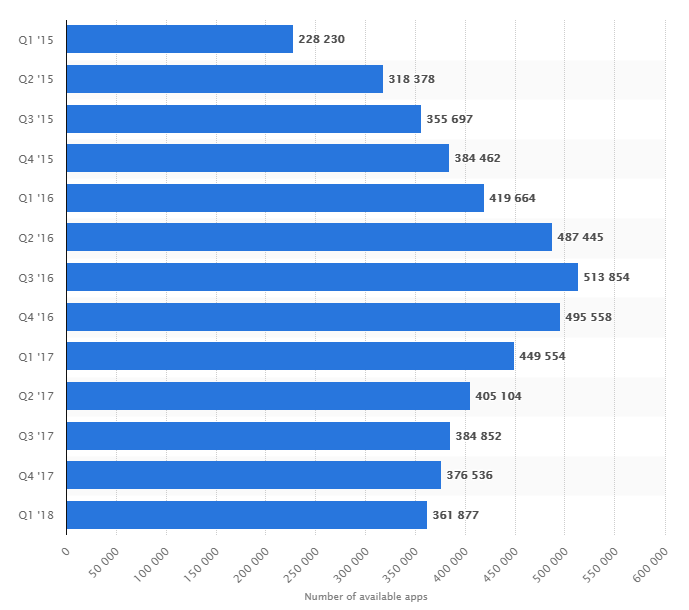 Q1 '15 228 230
Q2 '15 318 378
Q3 '15 355 697
Q4 '15 384 462
Q1 '16 419 664
Q2 '16 487 445
Q3 '16 513 854
Q4 '16 495 558
Q1 '17 449 554
Q2 '17 405 104
Q3 '17 384 852
Q4 '17 376 536
Q1 '18 361 877
0 50 000 100 000 150 000 200 000 250 000 300 000 350 000 400 000 450 000 500 000 550 000 600 000
Number of available apps